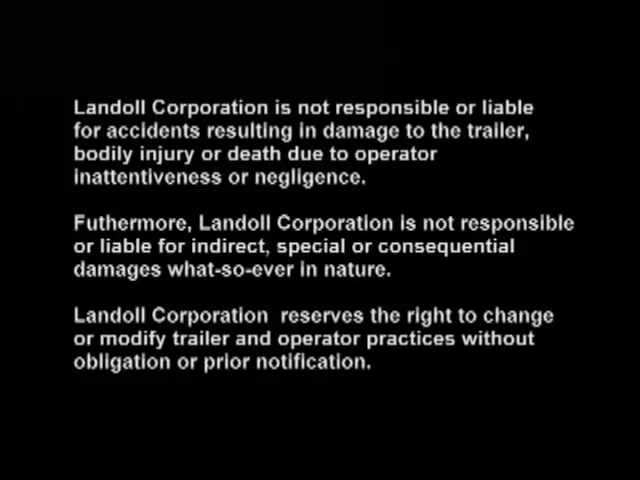 Landoll Corporation is not responsible or liable
for accidents resulting in damage to the trailer,
bodily injury or death due to operator
inattentiveness or negligence.
Futhermore, Landoll Corporation is not responsible
or liable for indirect, special or consequential
damages what-so-ever in nature.
Landoll Corporation  reserves the right to change
or modify trailer and operator practices without
obligation or prior notification.